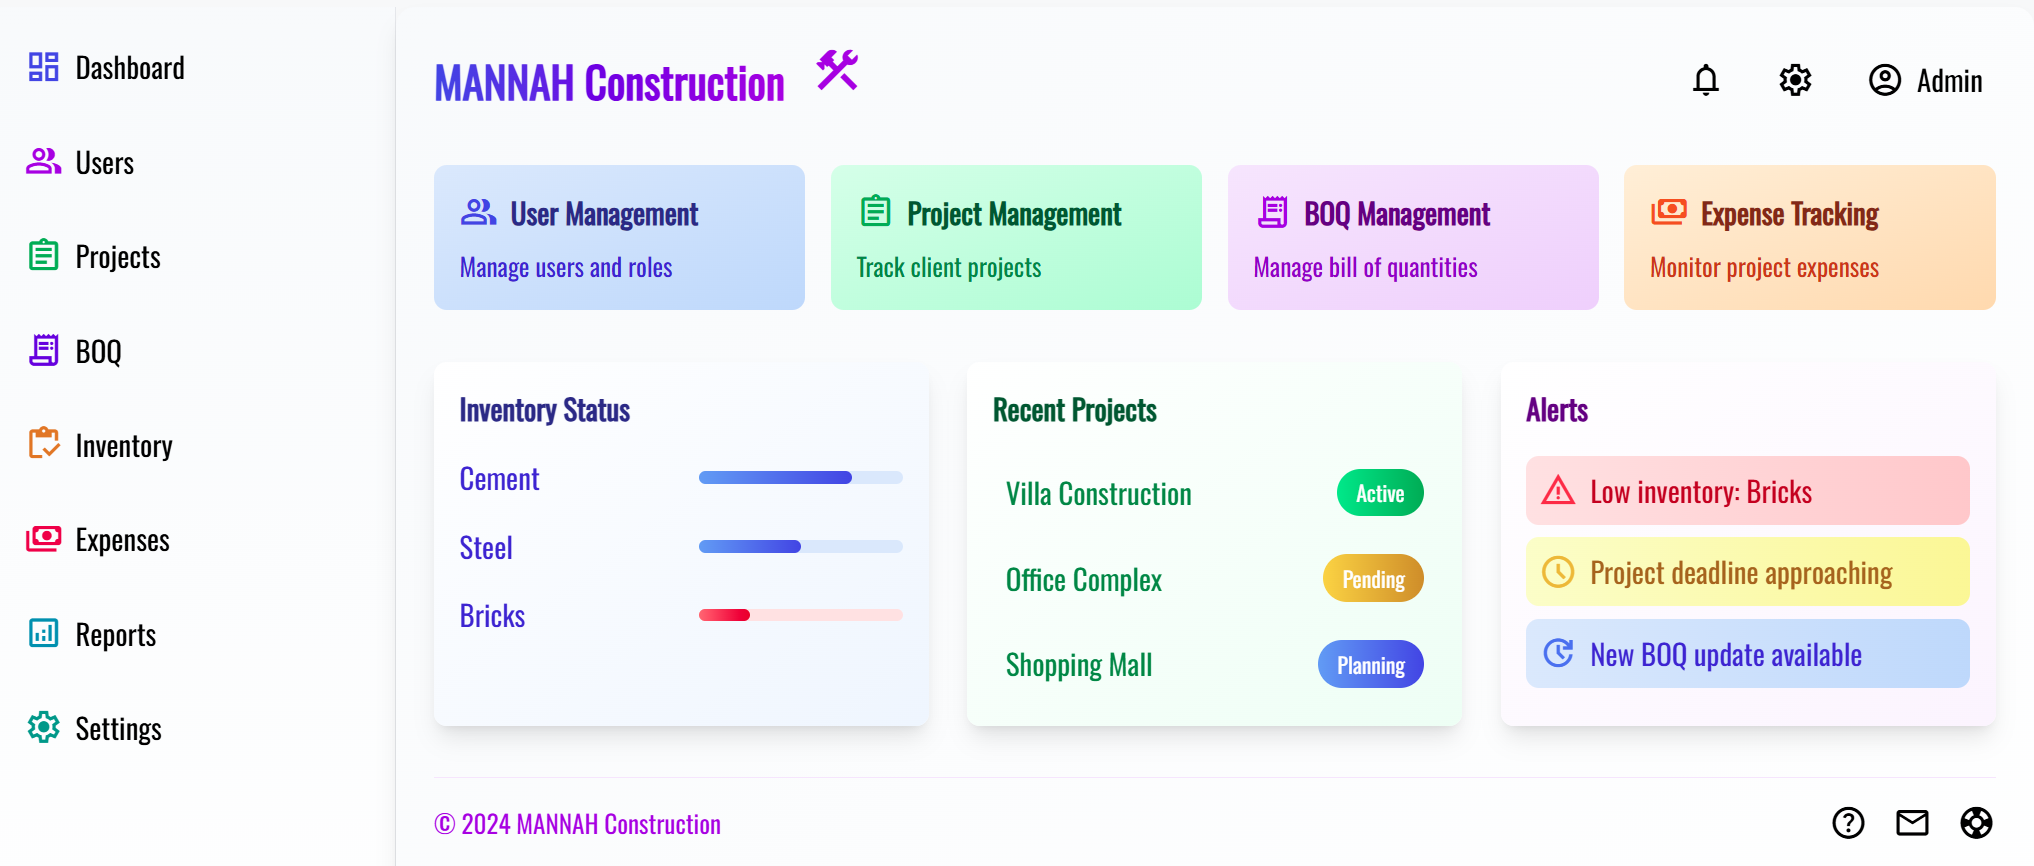 Dashboard
Users
Projects
BOQ
Inventory
Expenses
Reports
Settings
MANNAH Construction
Admin
User Management
Manage users and roles
Project Management
Track client projects
BOQ Management
Manage bill of quantities
Expense Tracking
Monitor project expenses
Inventory Status
Cement
Steel
Bricks
Recent Projects
Villa Construction Active
Office Complex Pending
Shopping Mall Planning
Alerts
Low inventory: Bricks
Project deadline approaching
New BOQ update available
© 2024 MANNAH Construction